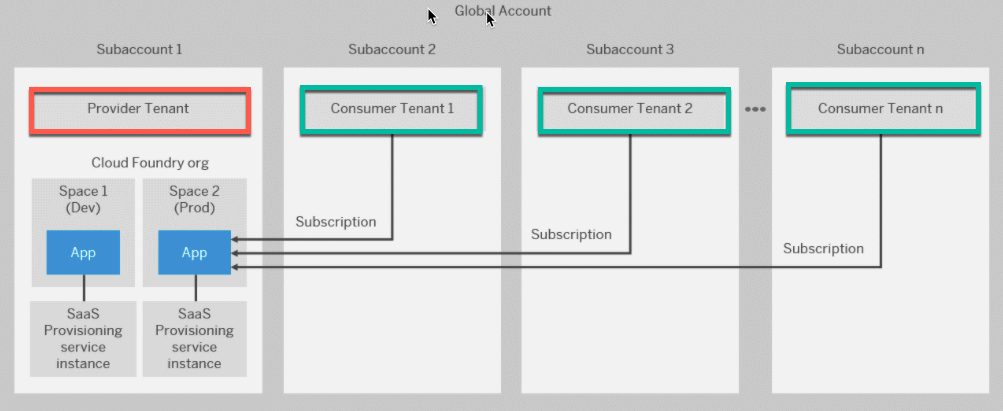 Global Account
Subaccount 1
Subaccount 2
Subaccount 3
Subaccount n
Provider Tenant
Consumer Tenant 1
Consumer Tenant 2
Consumer Tenant n
Cloud Foundry org
Space 1
(Dev)
Space 2
(Prod)
App
App
Subscription
Subscription
Subscription
SaaS
Provisioning
service
instance
SaaS
Provisioning
service
instance